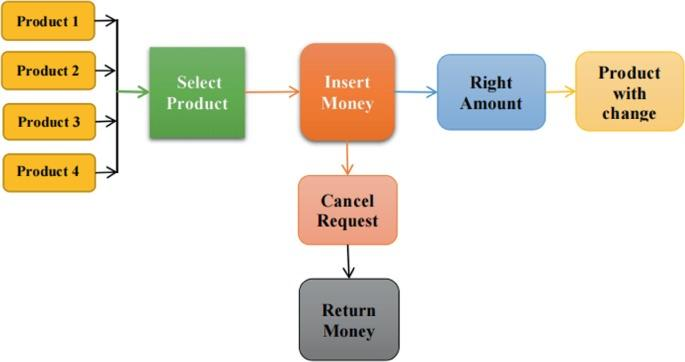 Product 1
Product 2
Product 3
Product 4
Select
Product
Insert
Money
Right
Amount
Product
with
change
Cancel
Request
Return
Money